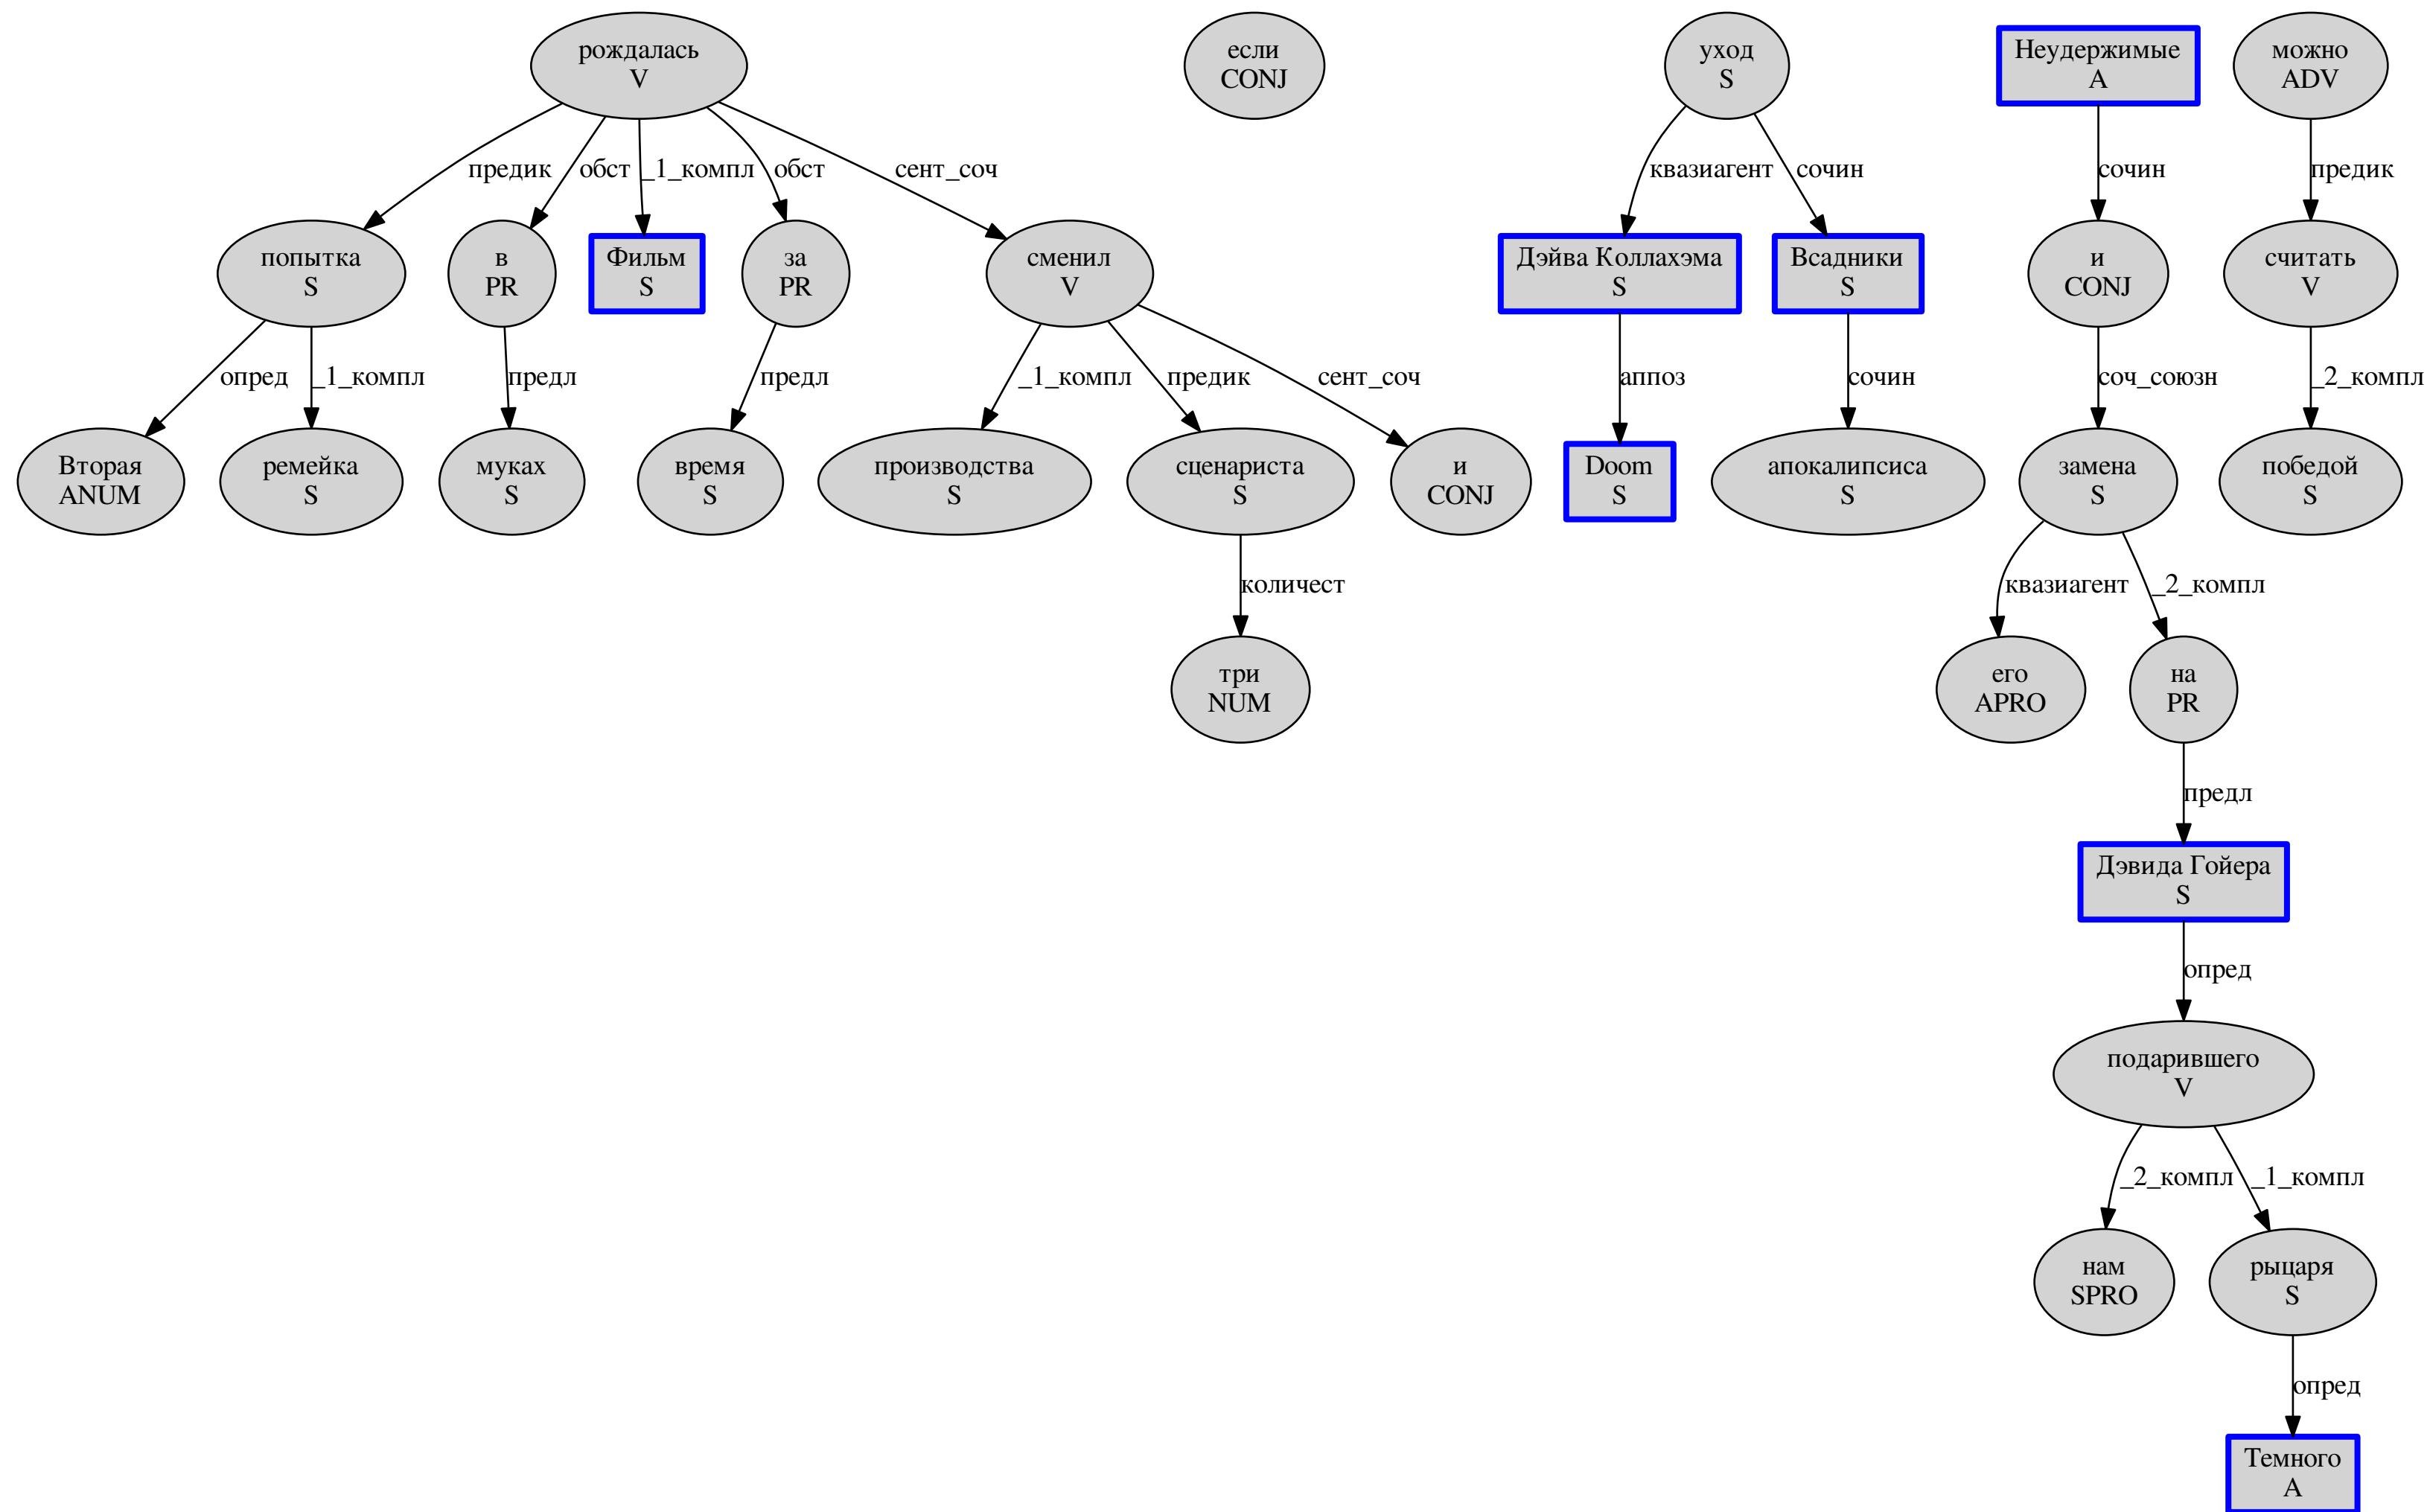 рождалась
V
если
CONJ
уход
S
Неудержимые
A
можно
ADV
предик
обст
_1_компл
обст
сент_соч
квазиагент
сочин
сочин
предик
попытка
S
в
PR
Фильм
S
за
PR
сменил
V
Дэйва Коллахэма
S
Всадники
S
и
CONJ
считать
V
опред
_1_компл
предл
предл
_1_компл
предик
сент_соч
аппоз
сочин
соч_союзн
_2_компл
Вторая
ANUM
ремейка
S
муках
S
время
S
производства
S
сценариста
S
и
CONJ
Doom
S
апокалипсиса
S
замена
S
победой
S
количест
квазиагент
_2_компл
три
NUM
его
APRO
на
PR
предл
Дэвида Гойера
S
опред
подарившего
V
_2_компл
_1_компл
нам
SPRO
рыцаря
S
опред
Темного
A